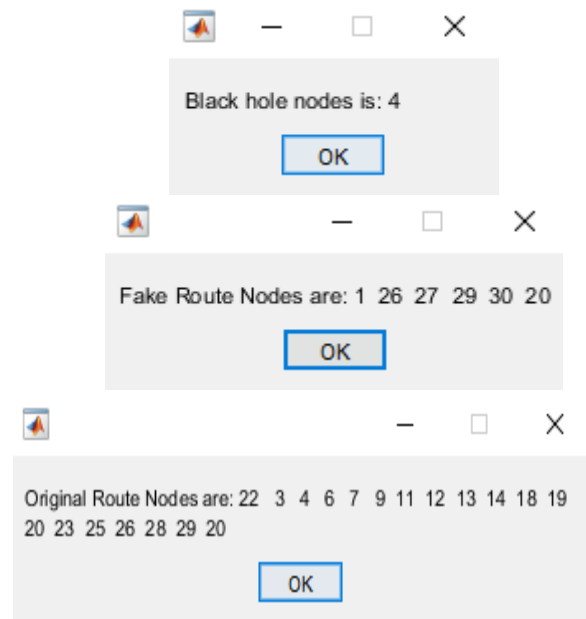 Black hole nodes is: 4
OK
Fake Route Nodes are: 1 26 27 29 30 20
OK
Original Route Nodes are: 22 3 4 6 7 9 11 12 13 14 18 19
20 23 25 26 28 29 20
OK